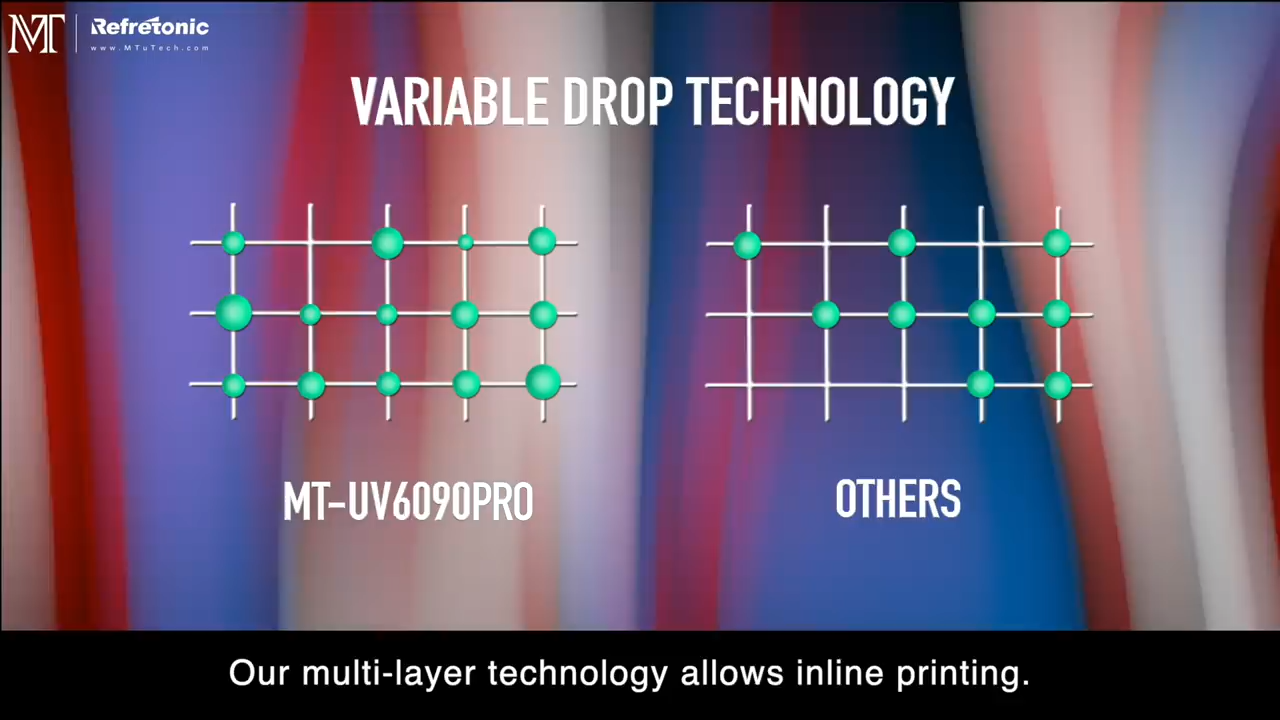 MT
Refretonic
www.MTuTech.com
VARIABLE DROP TECHNOLOGY
MT-UV6090PRO
OTHERS
Our multi-layer technology allows inline printing.